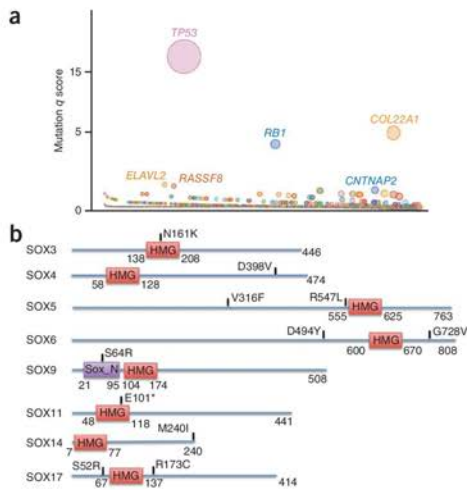 a
TP53
Mutation q score
15
RB1
COL22A1
5
ELAVL2
RASSF8
CNTNAP2
0
b
N161K
SOX3
HMG
138
208
446
D398V
SOX4
HMG
58
128
474
V316F
R547L
SOX5
HMG
555
625
763
D494Y
G728V
SOX6
HMG
600
670
808
S64R
SOX9
Sox_N
HMG
21
95
104
174
508
E101*
SOX11
HMG
48
118
441
M240I
SOX14
HMG
7
77
240
S52R
R173C
SOX17
HMG
67
137
414